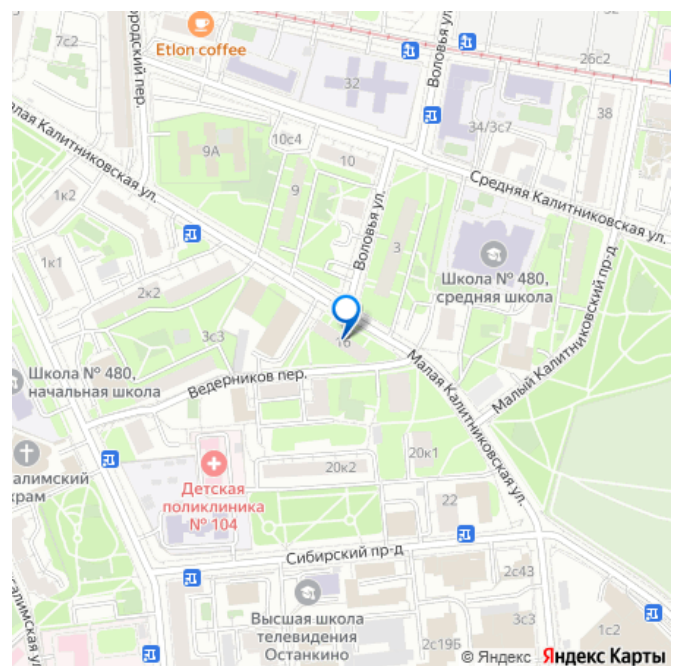 7с2
Etlon coffee
32
Воловья ул.
26с2
34/3с7
38
10с4
9А
10
9
Малая Калитниковская ул.
Средняя Калитниковская ул.
1к2
Воловья ул.
3
Школа № 480,
средняя школа
1к1
2к2
3с3
16
Малый Калитниковский пр-д
Школа № 480,
начальная школа
Ведерников пер.
Малая Калитниковская ул.
20к1
20к2
Детская
поликлиника
№ 104
22
Сибирский пр-д
2с43
Высшая школа
телевидения
Останкино
3с3
1с2
2с19Б
© Яндекс Яндекс Карты